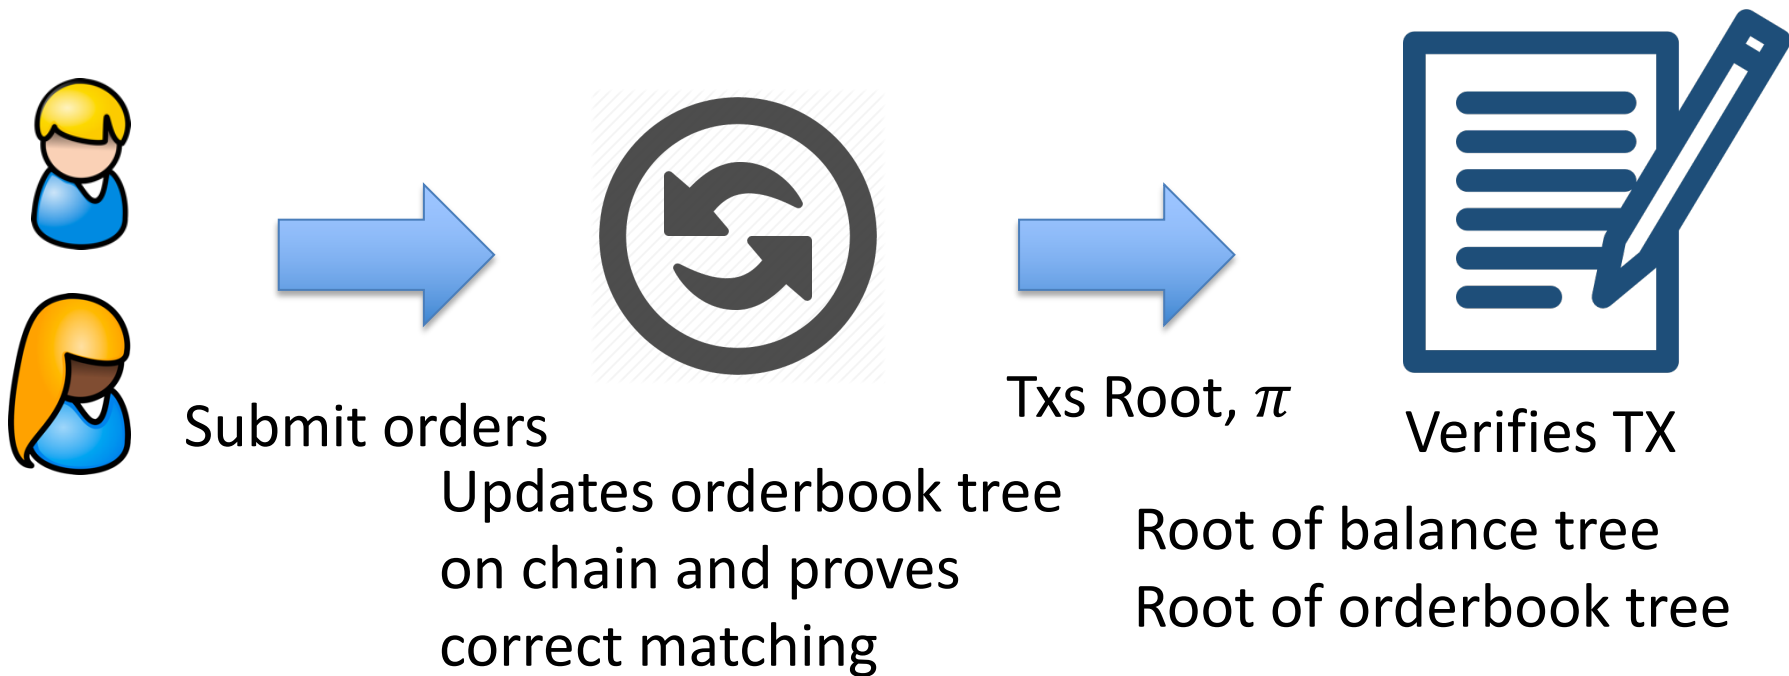 Submit orders
Updates orderbook tree
on chain and proves
correct matching
Txs Root, π
Verifies TX
Root of balance tree
Root of orderbook tree